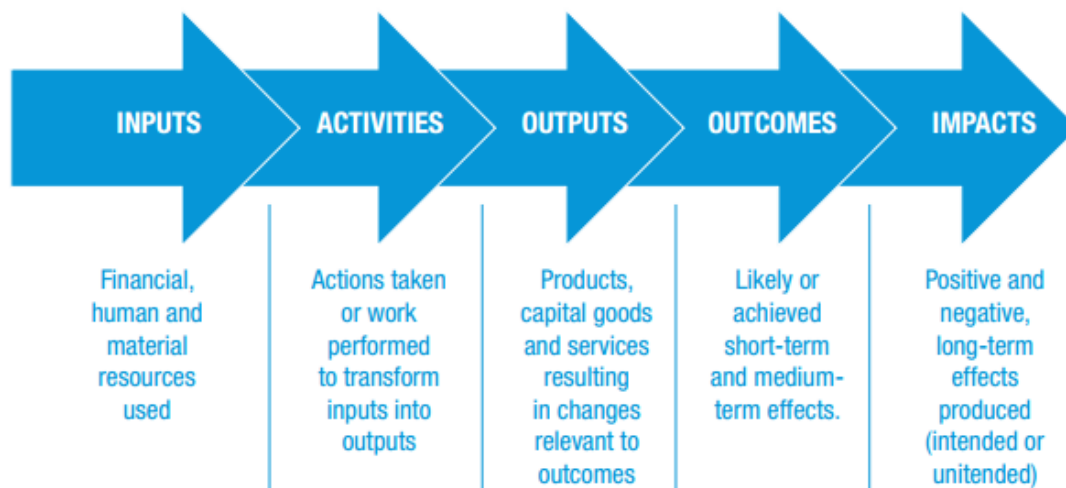 INPUTS
ACTIVITIES
OUTPUTS
OUTCOMES
IMPACTS
Financial,
human and
material
resources
used
Actions taken
or work
performed
to transform
inputs into
outputs
Products,
capital goods
and services
resulting
in changes
relevant to
outcomes
Likely or
achieved
short-term
and medium-
term effects.
Positive and
negative,
long-term
effects
produced
(intended or
unitended)